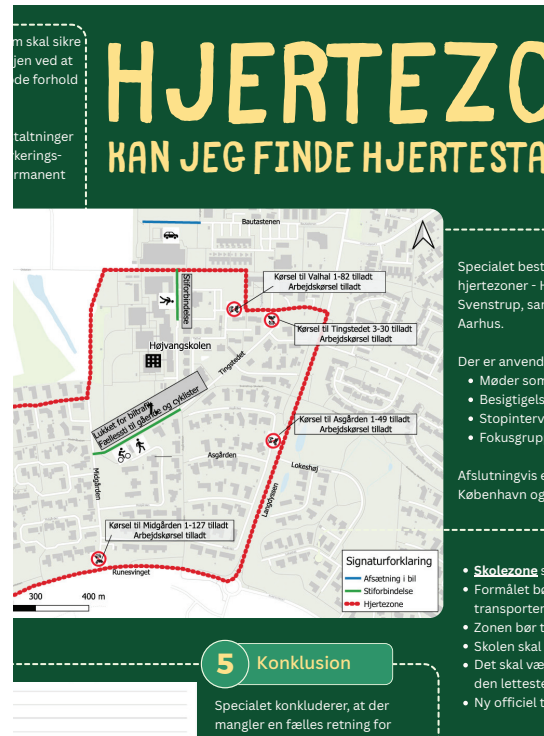 m skal sikre
jen ved at
de forhold
taltninger
kerings-
rmanent
HJERTEZO
KAN JEG FINDE HJERTESTA
Bautastenen
Stiforbindelse
Kørsel til Valhal 1-82 tilladt
Arbejdskørsel tilladt
Kørsel til Tingstedet 3-30 tilladt
Arbejdskørsel tilladt
Højvangskolen
Tingstedet
Lukket for biltrafik
Fællessti til gående og cyklister
Kørsel til Asgården 1-49 tilladt
Arbejdskørsel tilladt
Asgården
Lokeshøj
Midgården
Langdyssen
Kørsel til Midgården 1-127 tilladt
Arbejdskørsel tilladt
Runesvinget
300 400 m
Signaturforklaring
Afsætning i bil
Stiforbindelse
Hjertezone
Specialet best
hjertezoner - H
Svenstrup, sar
Aarhus.
Der er anvend
• Møder som
• Besigtigels
• Stopinterv
• Fokusgrup
Afslutningvis e
København og
• Skolezone s
• Formålet bø
transporter
• Zonen bør t
• Skolen skal
• Det skal væ
den letteste
• Ny officiel t
5 Konklusion
Specialet konkluderer, at der
mangler en fælles retning for